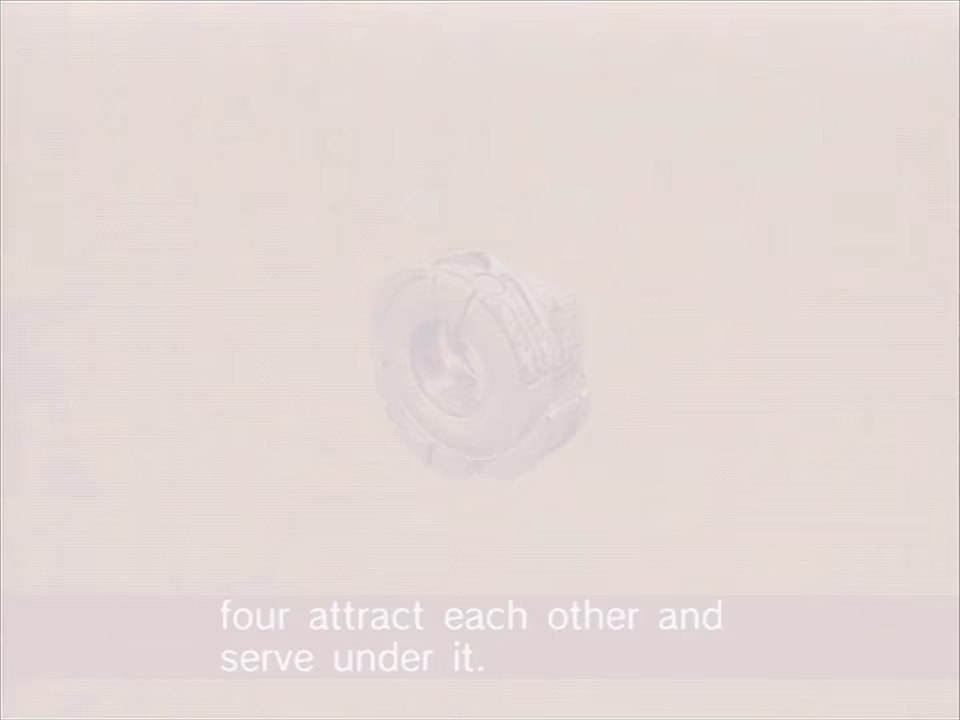 four attract each other and
serve under it.